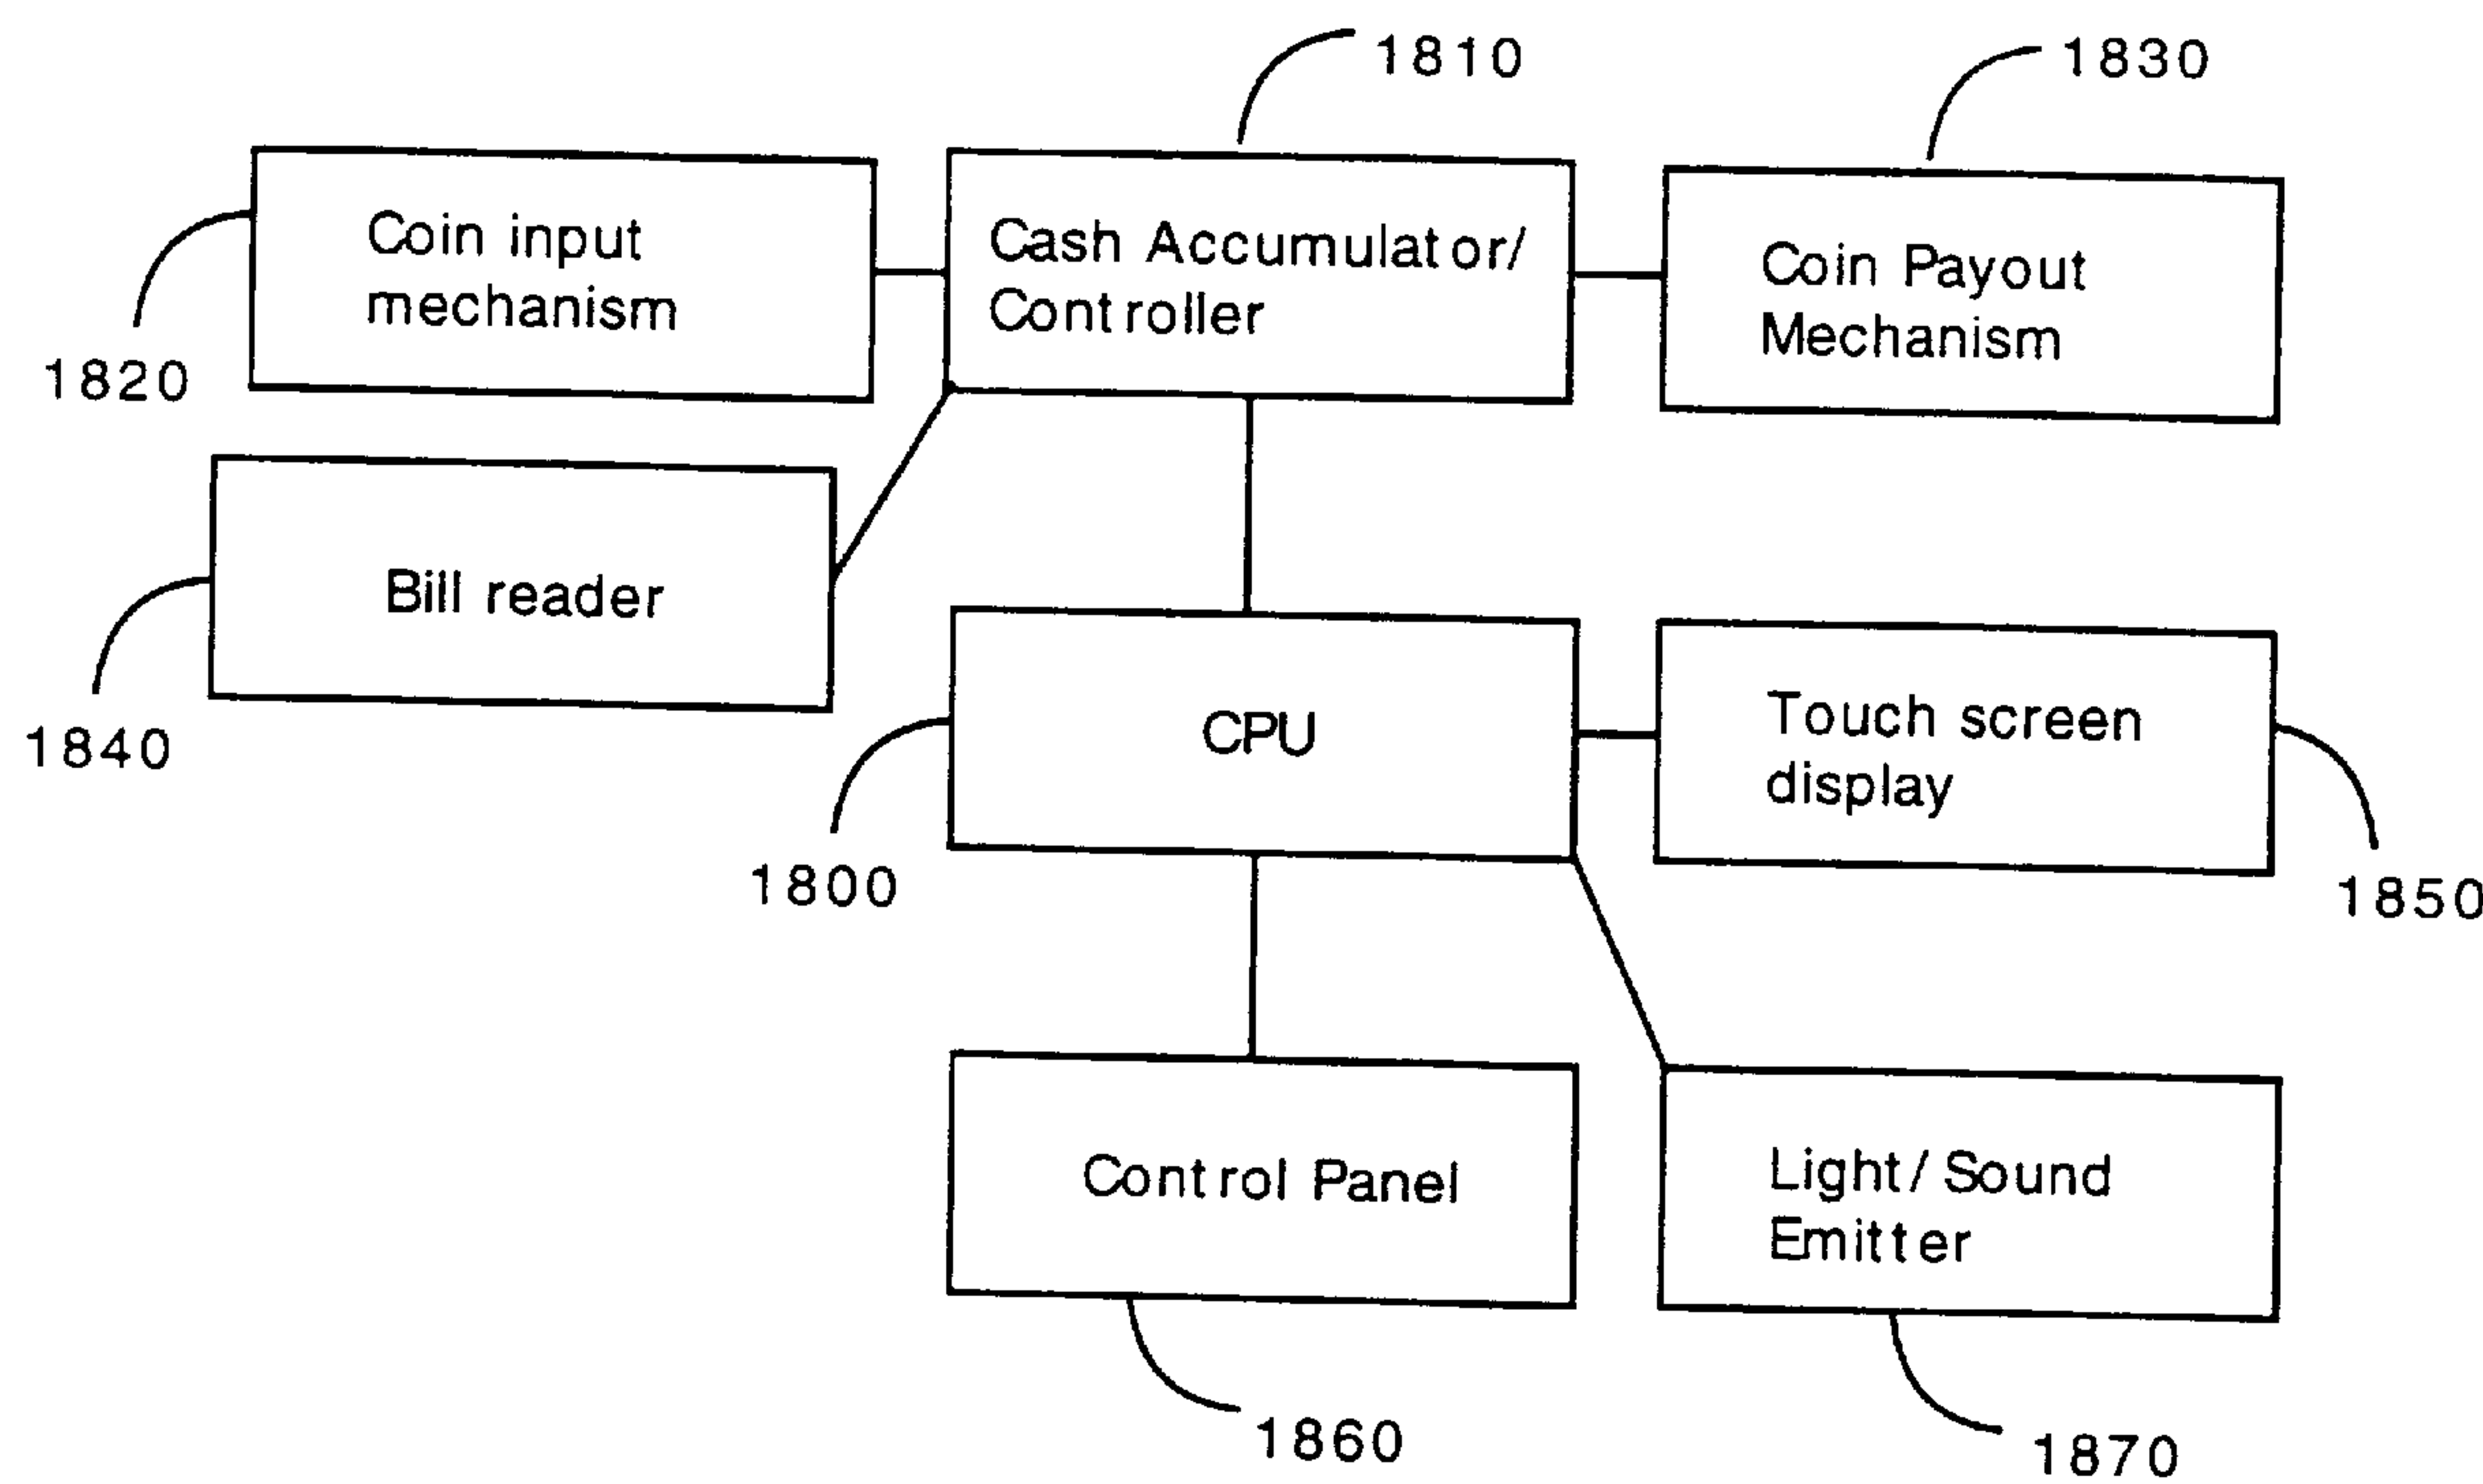 1810
1830
Coin input
mechanism
Cash Accumulator/
Controller
Coin Payout
Mechanism
1820
Bill reader
1840
CPU
Touch screen
display
1800
1850
Control Panel
Light/Sound
Emitter
1860
1870